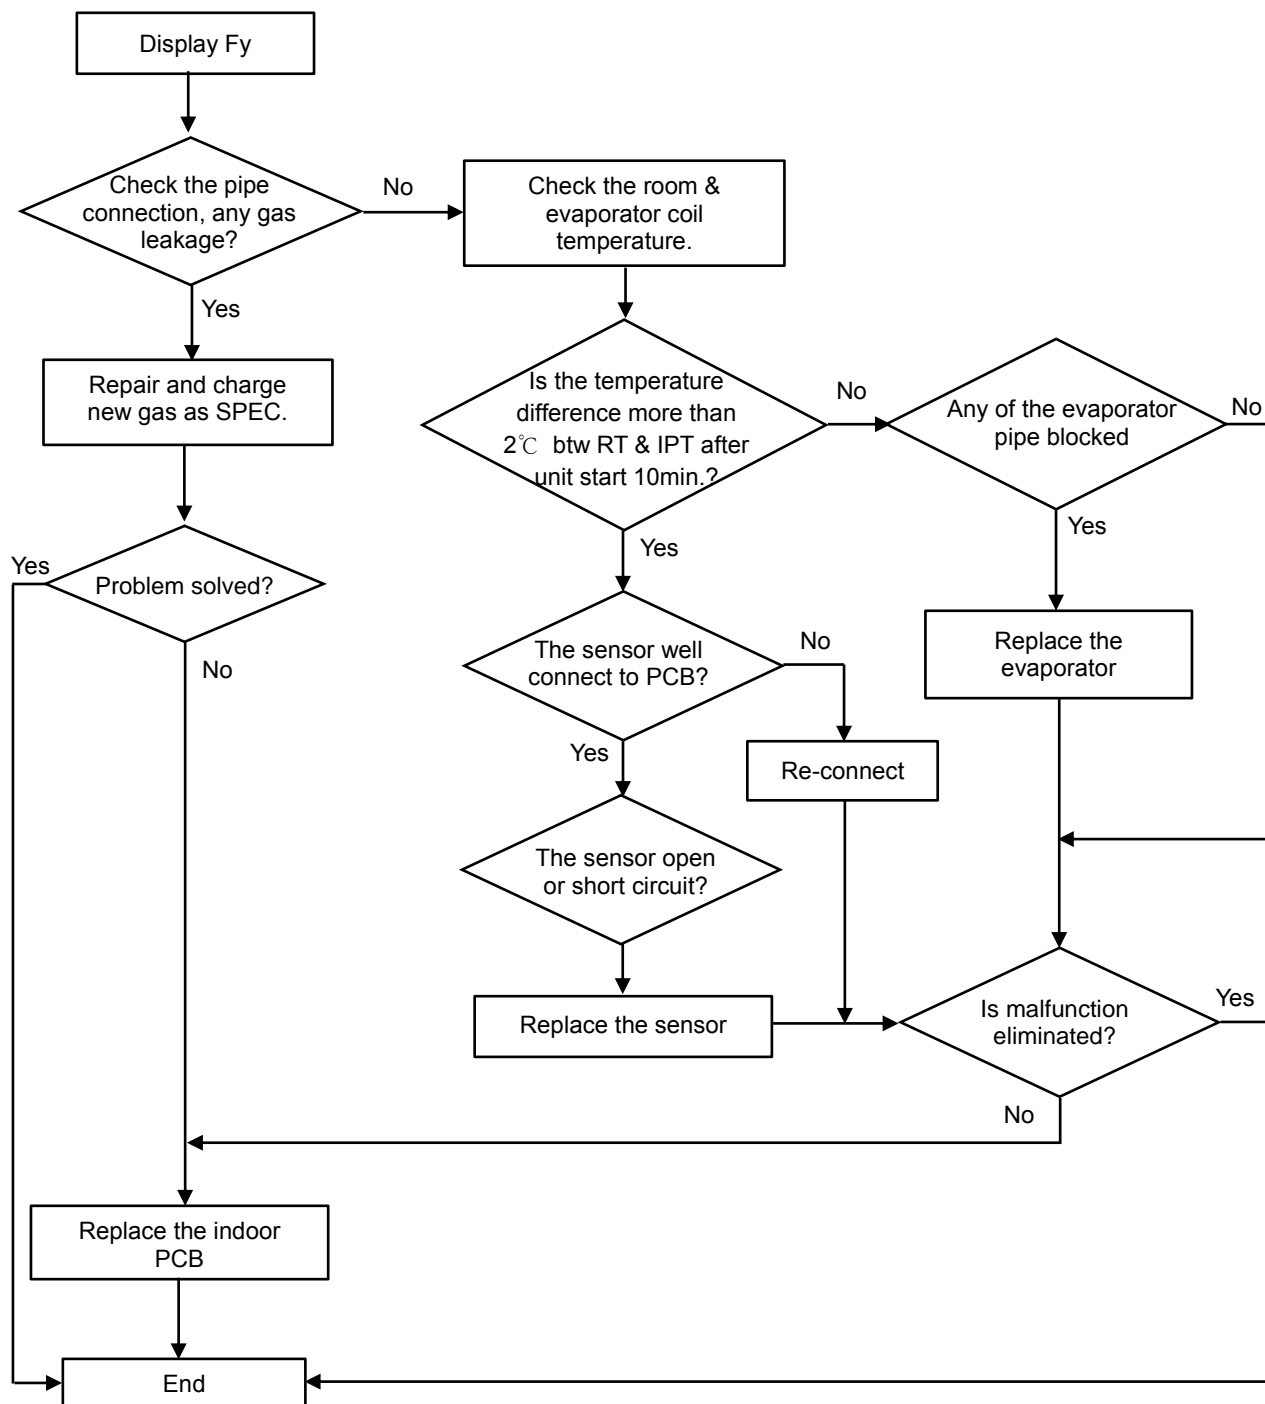 Display Fy
Check the pipe
connection, any gas
leakage?
No
Check the room &
evaporator coil
temperature.
Yes
Repair and charge
new gas as SPEC.
Is the temperature
difference more than
2℃ btw RT & IPT after
unit start 10min.?
No
Any of the evaporator
pipe blocked
No
Yes
Yes
Yes
Problem solved?
No
The sensor well
connect to PCB?
No
Replace the
evaporator
Yes
Re-connect
The sensor open
or short circuit?
Replace the sensor
Is malfunction
eliminated?
Yes
No
Replace the indoor
PCB
End